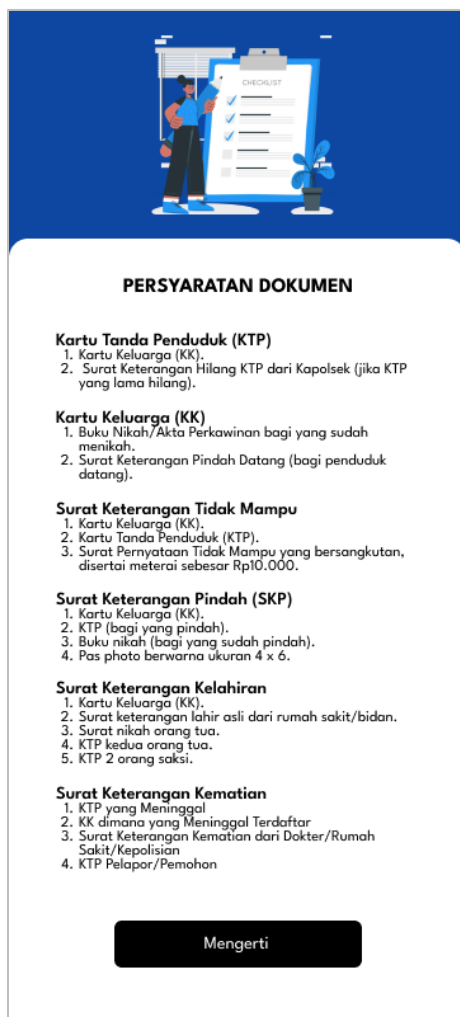 CHECKLIST
PERSYARATAN DOKUMEN
Kartu Tanda Penduduk (KTP)
1. Kartu Keluarga (KK).
2. Surat Keterangan Hilang KTP dari Kapolsek (jika KTP
yang lama hilang).
Kartu Keluarga (KK)
1. Buku Nikah/Akta Perkawinan bagi yang sudah
menikah.
2. Surat Keterangan Pindah Datang (bagi penduduk
datang).
Surat Keterangan Tidak Mampu
1. Kartu Keluarga (KK).
2. Kartu Tanda Penduduk (KTP).
3. Surat Pernyataan Tidak Mampu yang bersangkutan,
disertai meterai sebesar Rp10.000.
Surat Keterangan Pindah (SKP)
1. Kartu Keluarga (KK).
2. KTP (bagi yang pindah).
3. Buku nikah (bagi yang sudah pindah).
4. Pas photo berwarna ukuran 4 x 6.
Surat Keterangan Kelahiran
1. Kartu Keluarga (KK).
2. Surat keterangan lahir asli dari rumah sakit/bidan.
3. Surat nikah orang tua.
4. KTP kedua orang tua.
5. KTP 2 orang saksi.
Surat Keterangan Kematian
1. KTP yang Meninggal
2. KK dimana yang Meninggal Terdaftar
3. Surat Keterangan Kematian dari Dokter/Rumah
Sakit/Kepolisian
4. KTP Pelapor/Pemohon
Mengerti